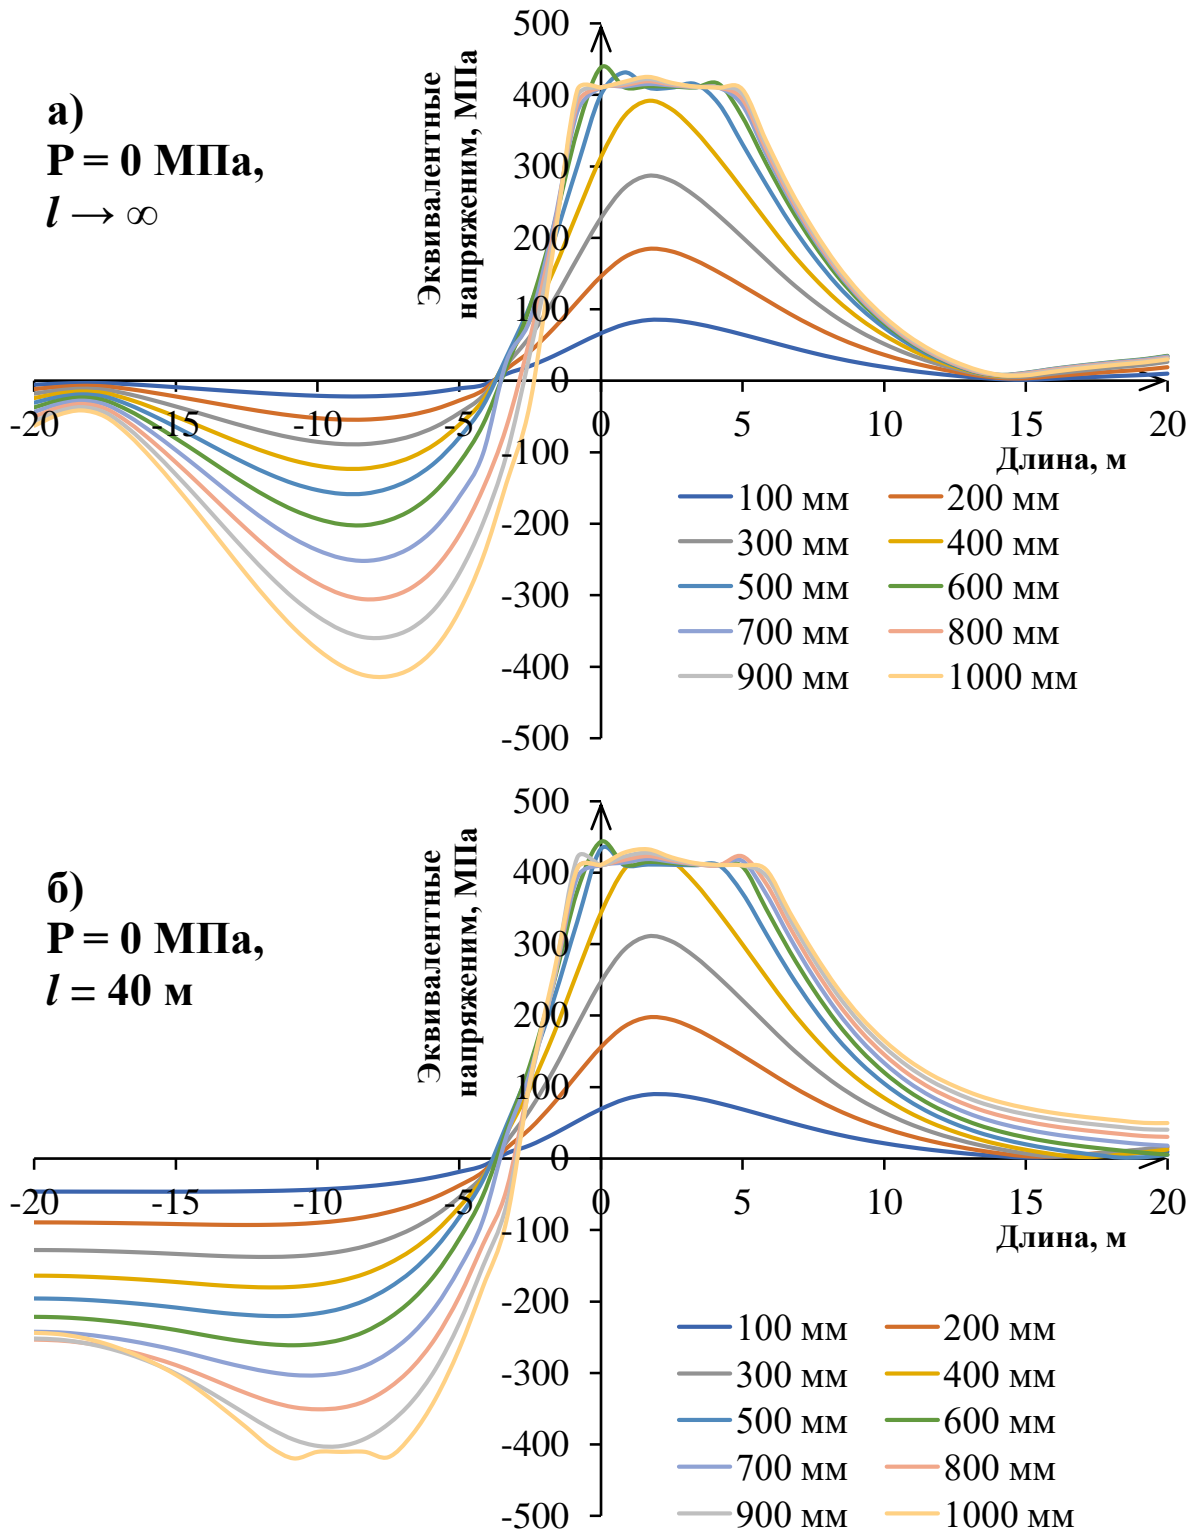 а)
P = 0 МПа,
l → ∞
Эквивалентные
напряженим, МПа
500
400
300
200
100
0
-100
-200
-300
-400
-500
-20 -15 -10 -5 0 5 10 15 20
Длина, м
100 мм 200 мм
300 мм 400 мм
500 мм 600 мм
700 мм 800 мм
900 мм 1000 мм
б)
P = 0 МПа,
l = 40 м
Эквивалентные
напряженим, МПа
500
400
300
200
100
0
-100
-200
-300
-400
-500
-20 -15 -10 -5 0 5 10 15 20
Длина, м
100 мм 200 мм
300 мм 400 мм
500 мм 600 мм
700 мм 800 мм
900 мм 1000 мм